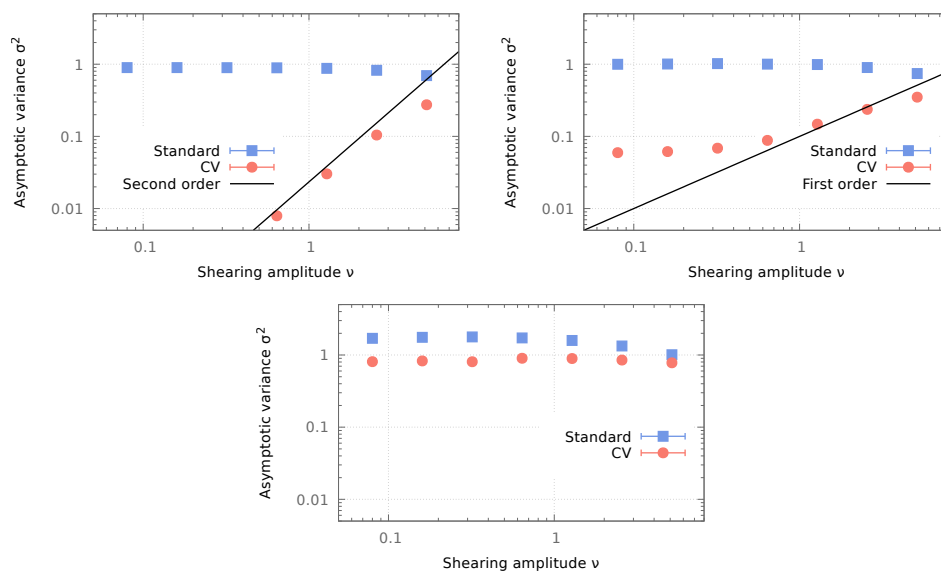 Asymptotic variance σ²
1
0.1
0.01
Standard
CV
Second order
0.1
1
Shearing amplitude ν
Asymptotic variance σ²
1
0.1
0.01
Standard
CV
First order
0.1
1
Shearing amplitude ν
Asymptotic variance σ²
1
0.1
0.01
Standard
CV
0.1
1
Shearing amplitude ν